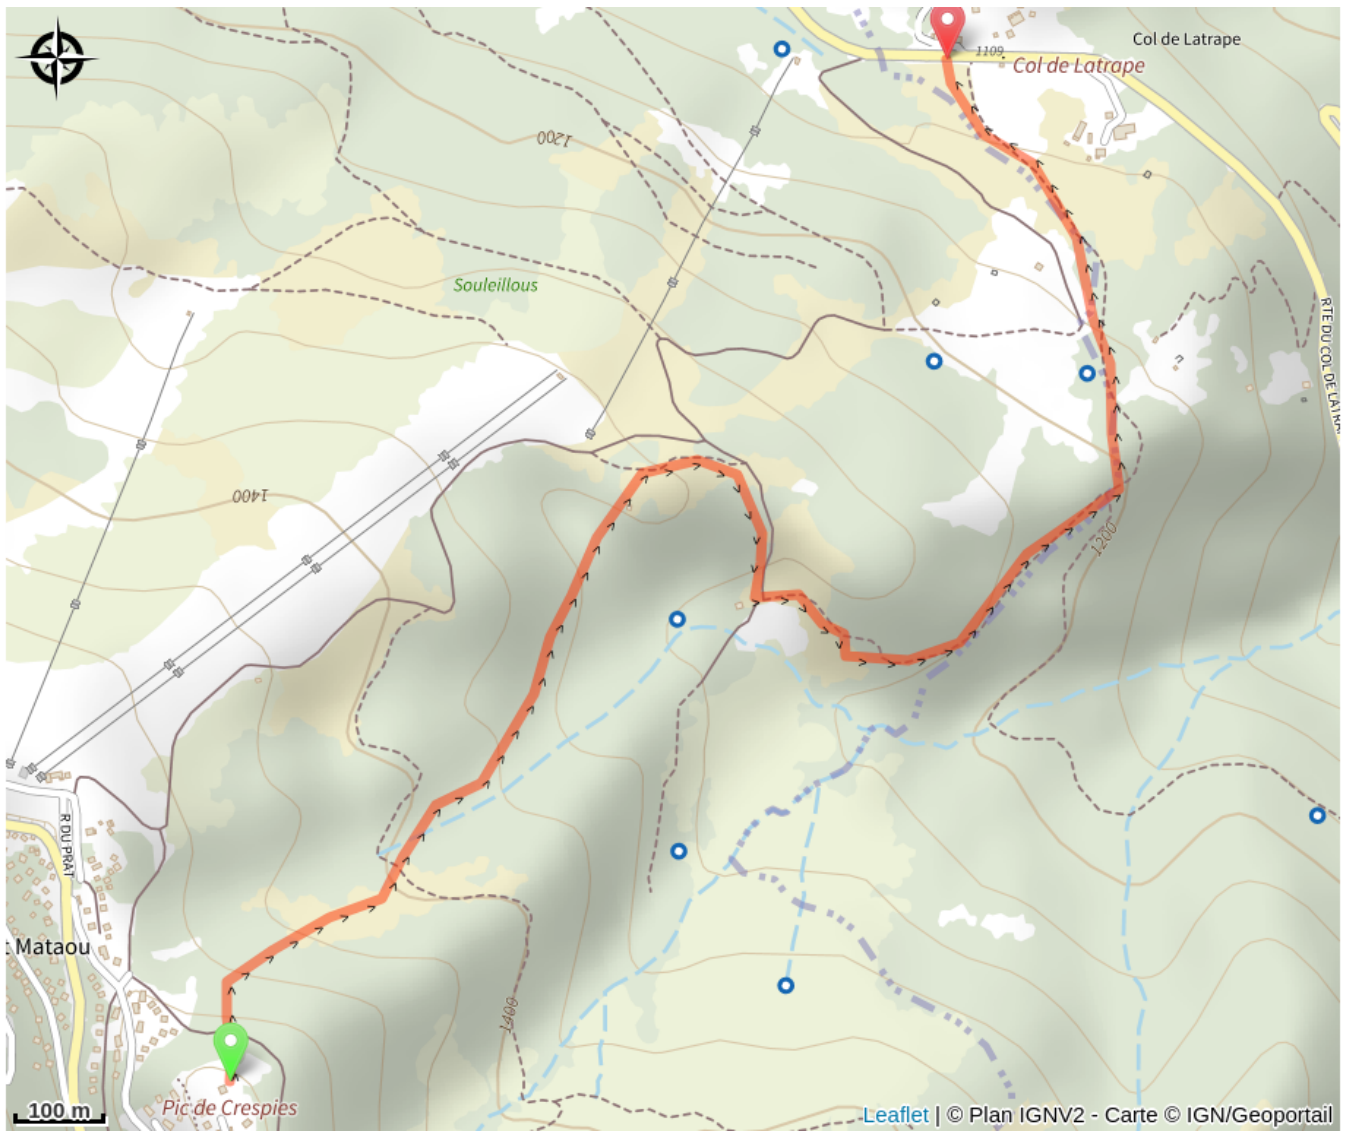 Col de Latrape
1109
Col de Latrape
1200
Souleillous
RTE DU COL DE LATRA
1400
1200
R DU PRAT
t Mataou
1400
Pic de Crespies
100 m
Leaflet | © Plan IGNV2 - Carte © IGN/Geoportail